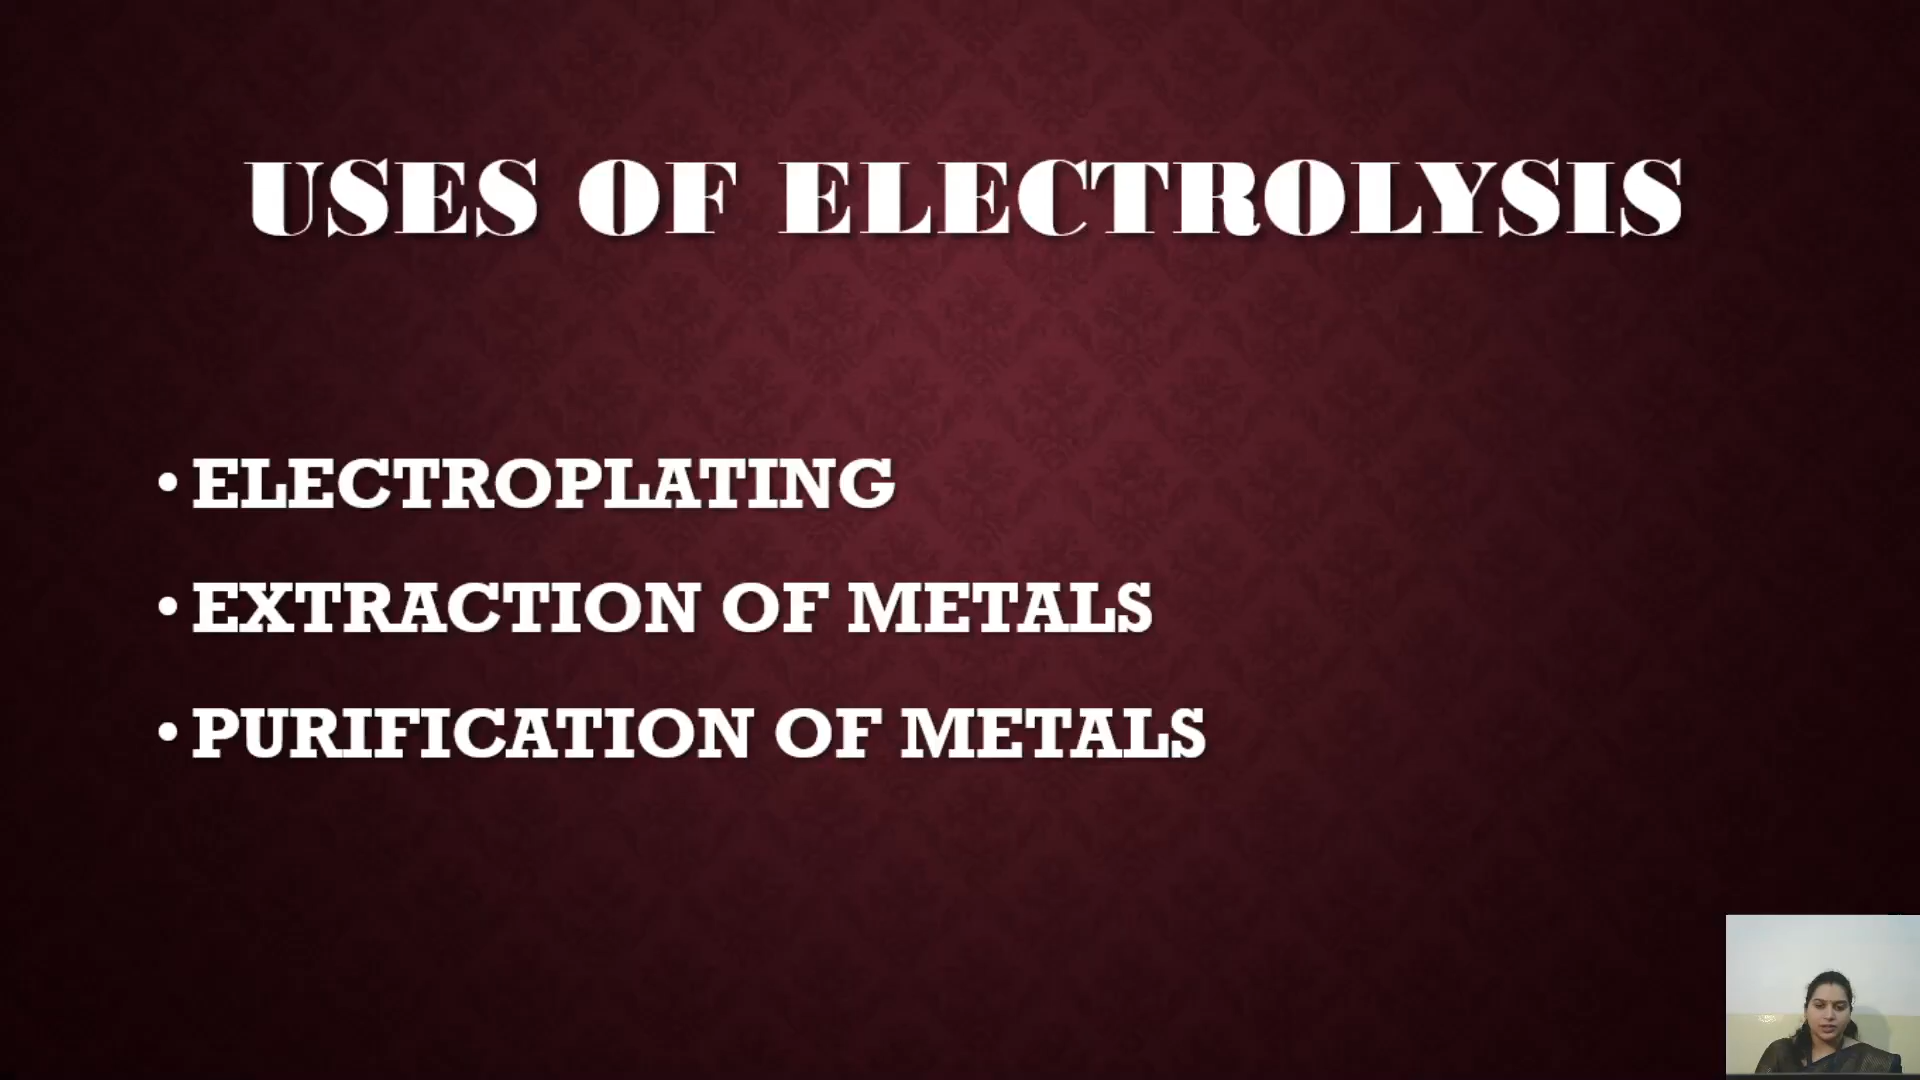 USES OF ELECTROLYSIS
• ELECTROPLATING
• EXTRACTION OF METALS
• PURIFICATION OF METALS